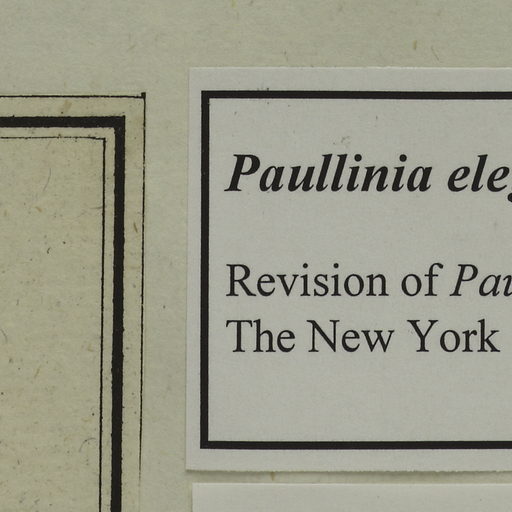 Paullinia ele
Revision of Pau
The New York